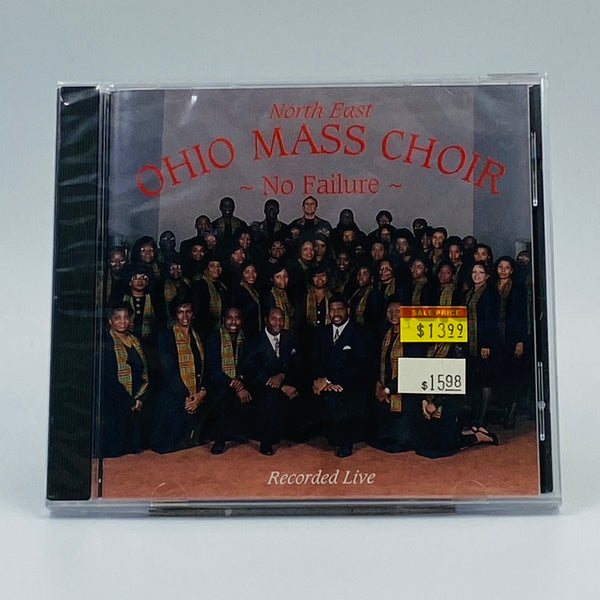 North East
OHIO MASS CHOIR
~ No Failure ~
SALE PRICE
$13.99
$15.98
Recorded Live